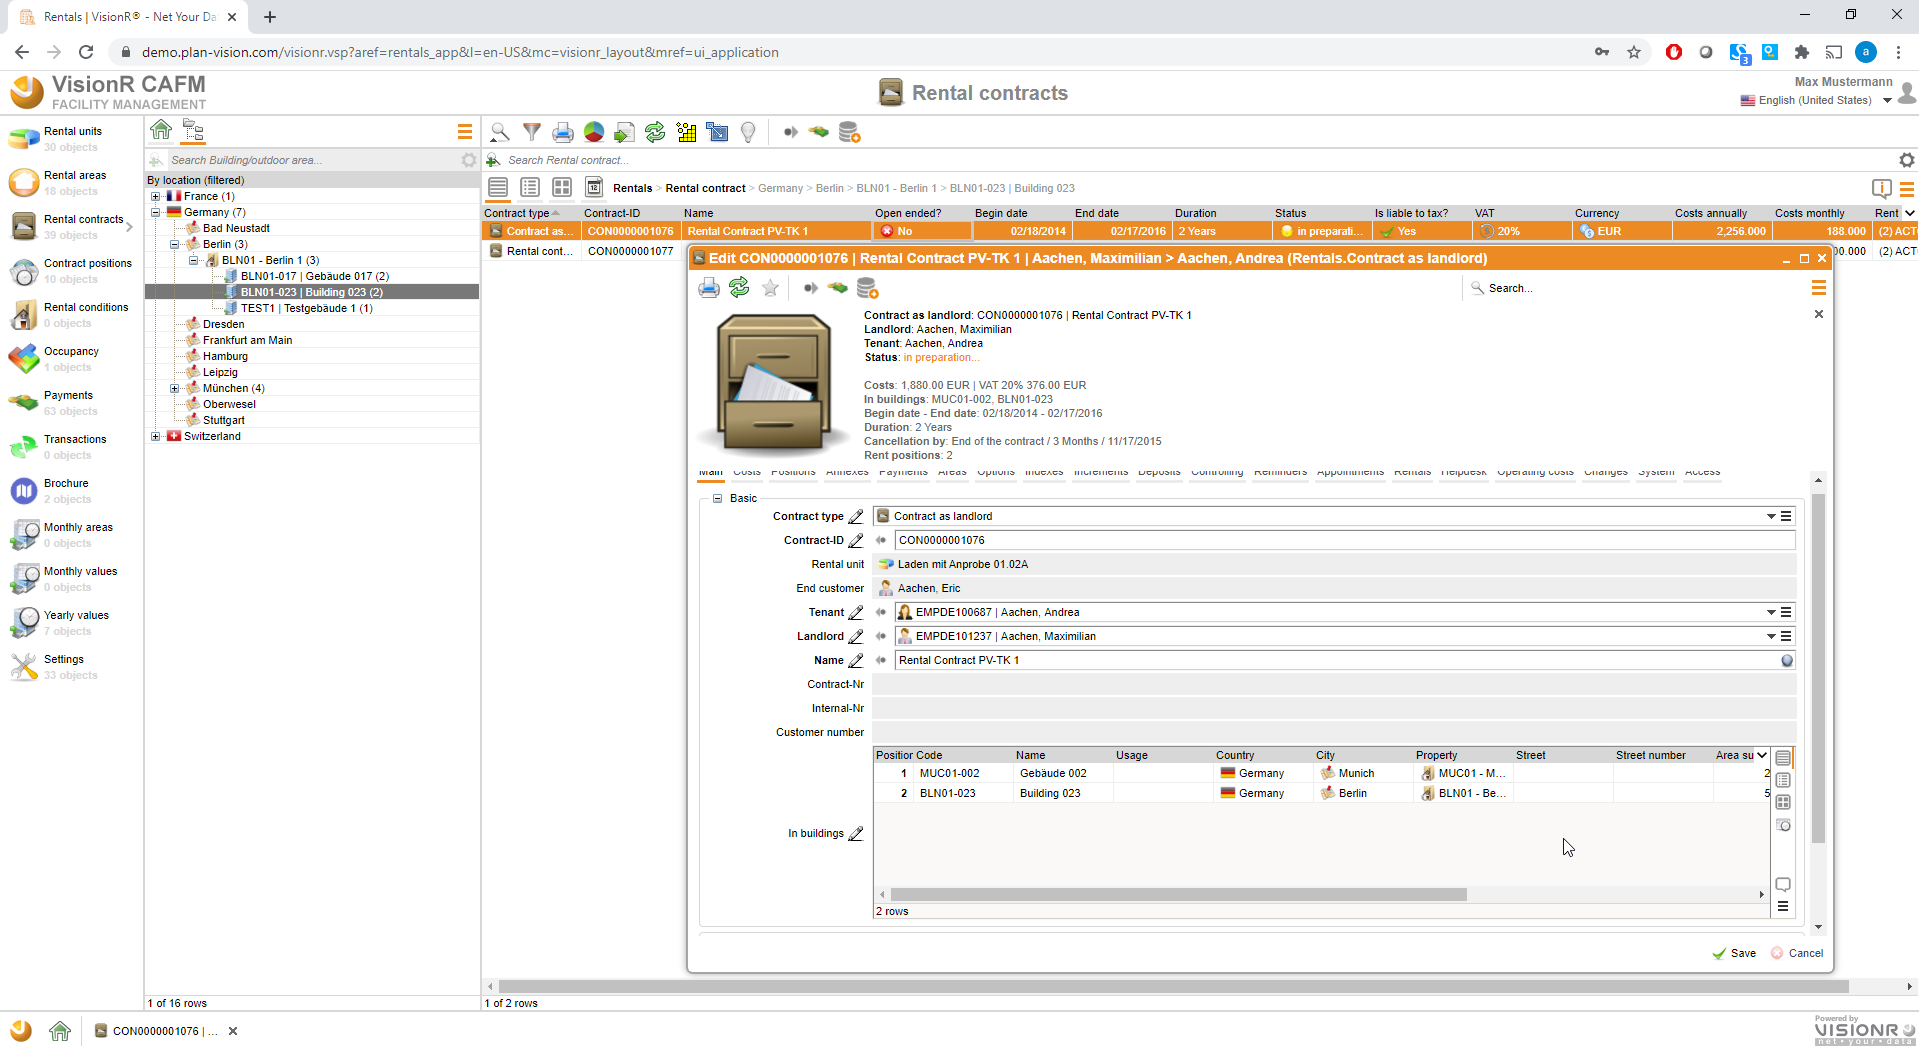 Rentals | VisionR® - Net Your Da
demo.plan-vision.com/visionr.vsp?aref=rentals_app&l=en-US&mc=visionr_layout&mref=ui_application
3
a
VisionR CAFM
FACILITY MANAGEMENT
Rental contracts
Max Mustermann
English (United States)
Rental units
30 objects
Rental areas
18 objects
Rental contracts
39 objects
Contract positions
10 objects
Rental conditions
0 objects
Occupancy
1 objects
Payments
63 objects
Transactions
0 objects
Brochure
2 objects
Monthly areas
0 objects
Monthly values
0 objects
Yearly values
7 objects
Settings
33 objects
Search Building/outdoor area...
By location (filtered)
France (1)
Germany (7)
Bad Neustadt
Berlin (3)
BLN01 - Berlin 1 (3)
BLN01-017 | Gebäude 017 (2)
BLN01-023 | Building 023 (2)
TEST1 | Testgebäude 1 (1)
Dresden
Frankfurt am Main
Hamburg
Leipzig
München (4)
Oberwesel
Stuttgart
Switzerland
1 of 16 rows
Search Rental contract...
12
Rentals > Rental contract > Germany > Berlin > BLN01 - Berlin 1 > BLN01-023 | Building 023
Contract type Contract-ID Name Open ended? Begin date End date Duration Status Is liable to tax? VAT Currency Costs annually Costs monthly Rent
Contract as... CON0000001076 Rental Contract PV-TK 1 No 02/18/2014 02/17/2016 2 Years in preparati... Yes 20% EUR 2,256.000 188.000 (2) ACT
Rental cont... CON0000001077 00.000 (2) ACT
Edit CON0000001076 | Rental Contract PV-TK 1 | Aachen, Maximilian > Aachen, Andrea (Rentals.Contract as landlord)
Search...
Contract as landlord: CON0000001076 | Rental Contract PV-TK 1
Landlord: Aachen, Maximilian
Tenant: Aachen, Andrea
Status: in preparation...
Costs: 1,880.00 EUR | VAT 20% 376.00 EUR
In buildings: MUC01-002, BLN01-023
Begin date - End date: 02/18/2014 - 02/17/2016
Duration: 2 Years
Cancellation by: End of the contract / 3 Months / 11/17/2015
Rent positions: 2
Main Costs Positions Annexes Payments Areas Options Indexes Increments Deposits Controlling Reminders Appointments Rentals Helpdesk Operating costs Changes System Access
Basic
Contract type Contract as landlord
Contract-ID CON0000001076
Rental unit Laden mit Anprobe 01.02A
End customer Aachen, Eric
Tenant EMPDE100687 | Aachen, Andrea
Landlord EMPDE101237 | Aachen, Maximilian
Name Rental Contract PV-TK 1
Contract-Nr
Internal-Nr
Customer number
Position Code Name Usage Country City Property Street Street number Area su
1 MUC01-002 Gebäude 002 Germany Munich MUC01 - M... 2
2 BLN01-023 Building 023 Germany Berlin BLN01 - Be... 5
In buildings
2 rows
Save Cancel
1 of 2 rows
CON0000001076 | ...
Powered by
VISIONR
net • your • data